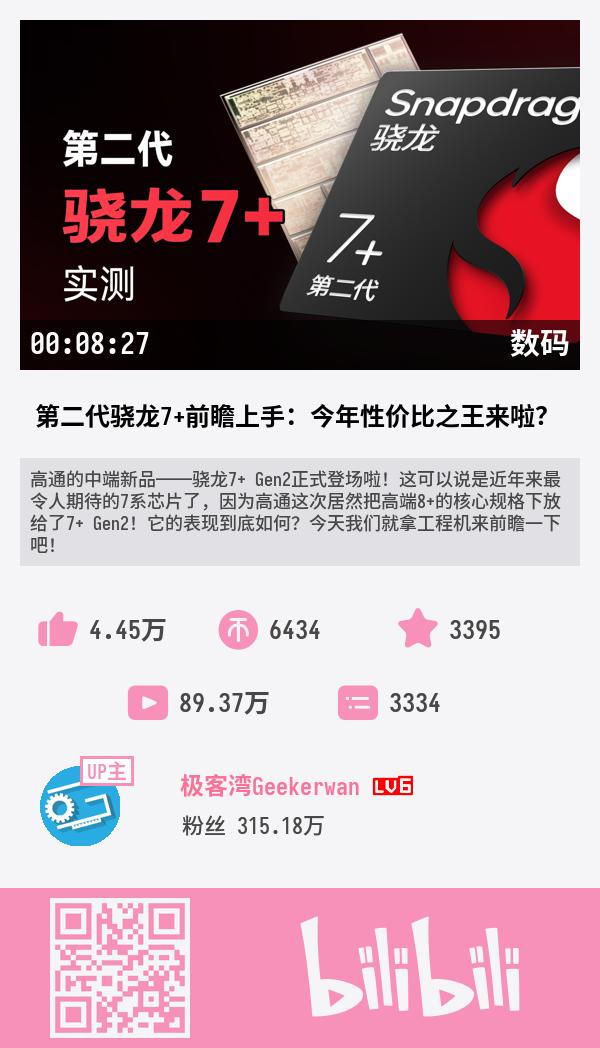 Snapdrag
骁龙
7+
第二代
第二代
骁龙7+
实测
00:08:27
数码
第二代骁龙7+前瞻上手：今年性价比之王来啦？
高通的中端新品——骁龙7+ Gen2正式登场啦！这可以说是近年来最
令人期待的7系芯片了，因为高通这次居然把高端8+的核心规格下放
给了7+ Gen2！它的表现到底如何？今天我们就拿工程机来前瞻一下
吧！
4.45万
6434
3395
89.37万
3334
UP主
极客湾Geekerwan LV6
粉丝 315.18万
bilibili